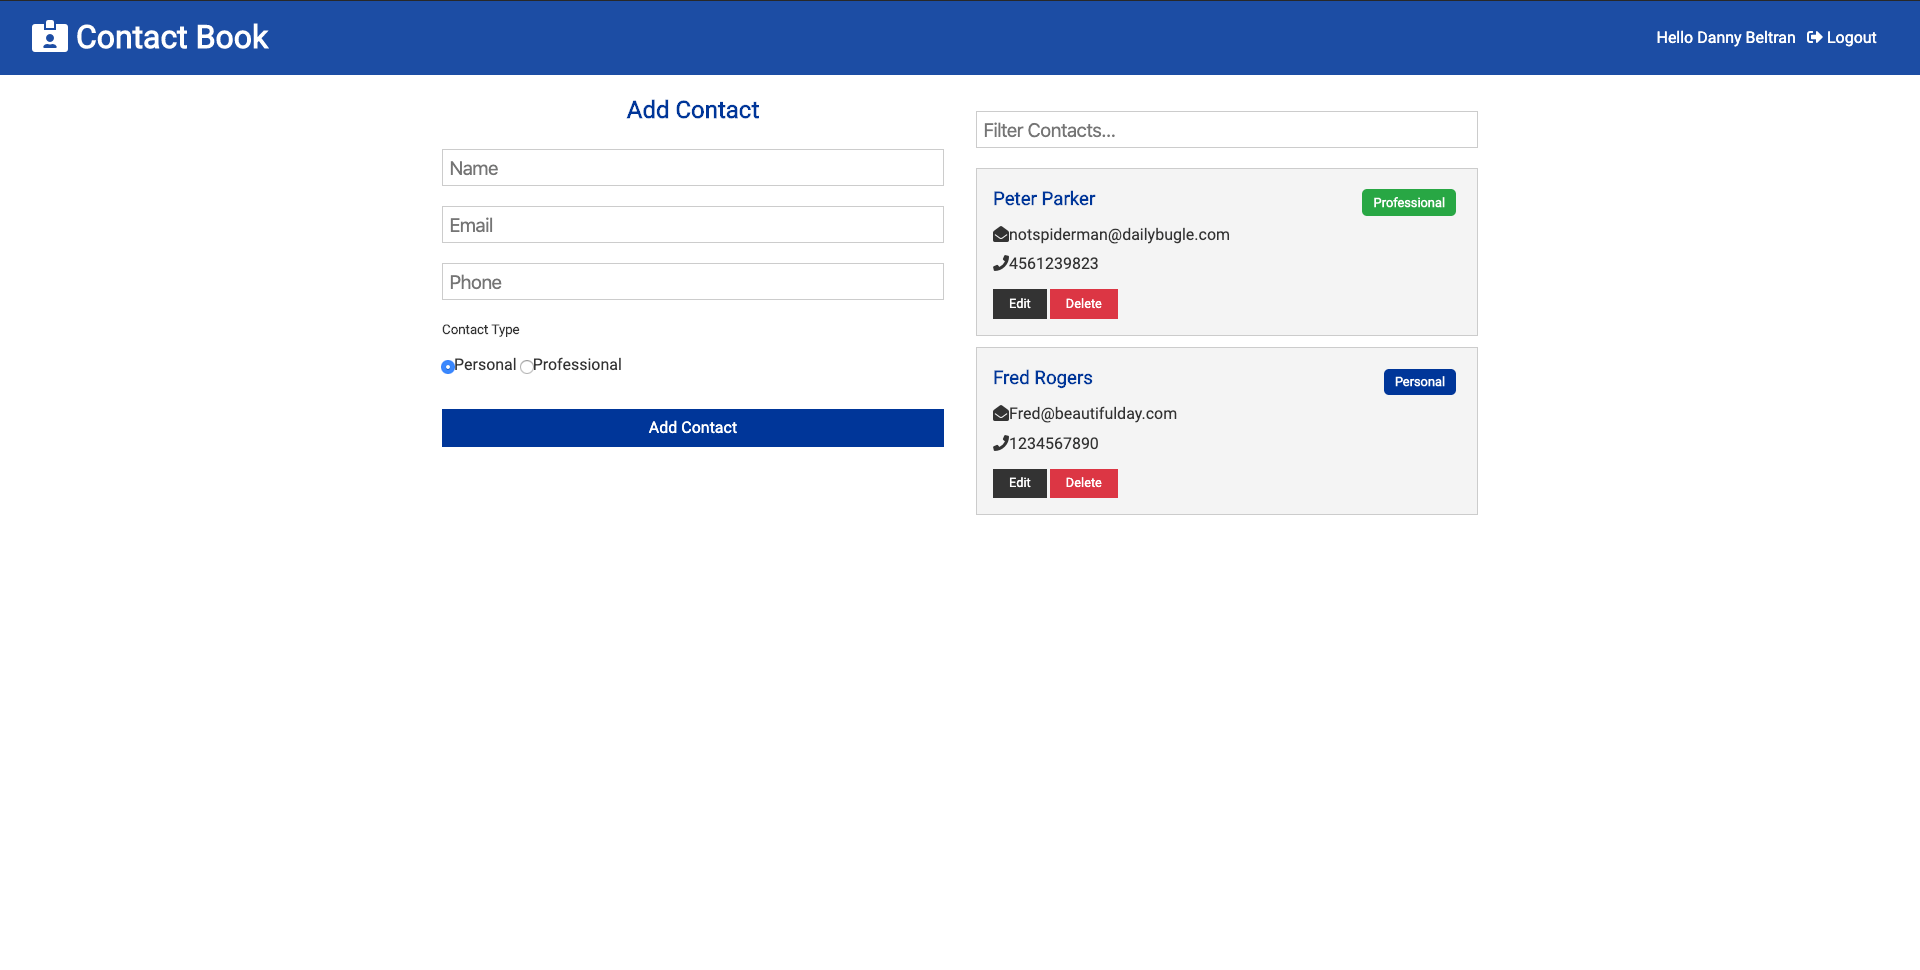 Contact Book
Hello Danny Beltran Logout
Add Contact
Name
Email
Phone
Contact Type
Personal Professional
Add Contact
Filter Contacts...
Peter Parker
Professional
notspiderman@dailybugle.com
4561239823
Edit Delete
Fred Rogers
Personal
Fred@beautifulday.com
1234567890
Edit Delete